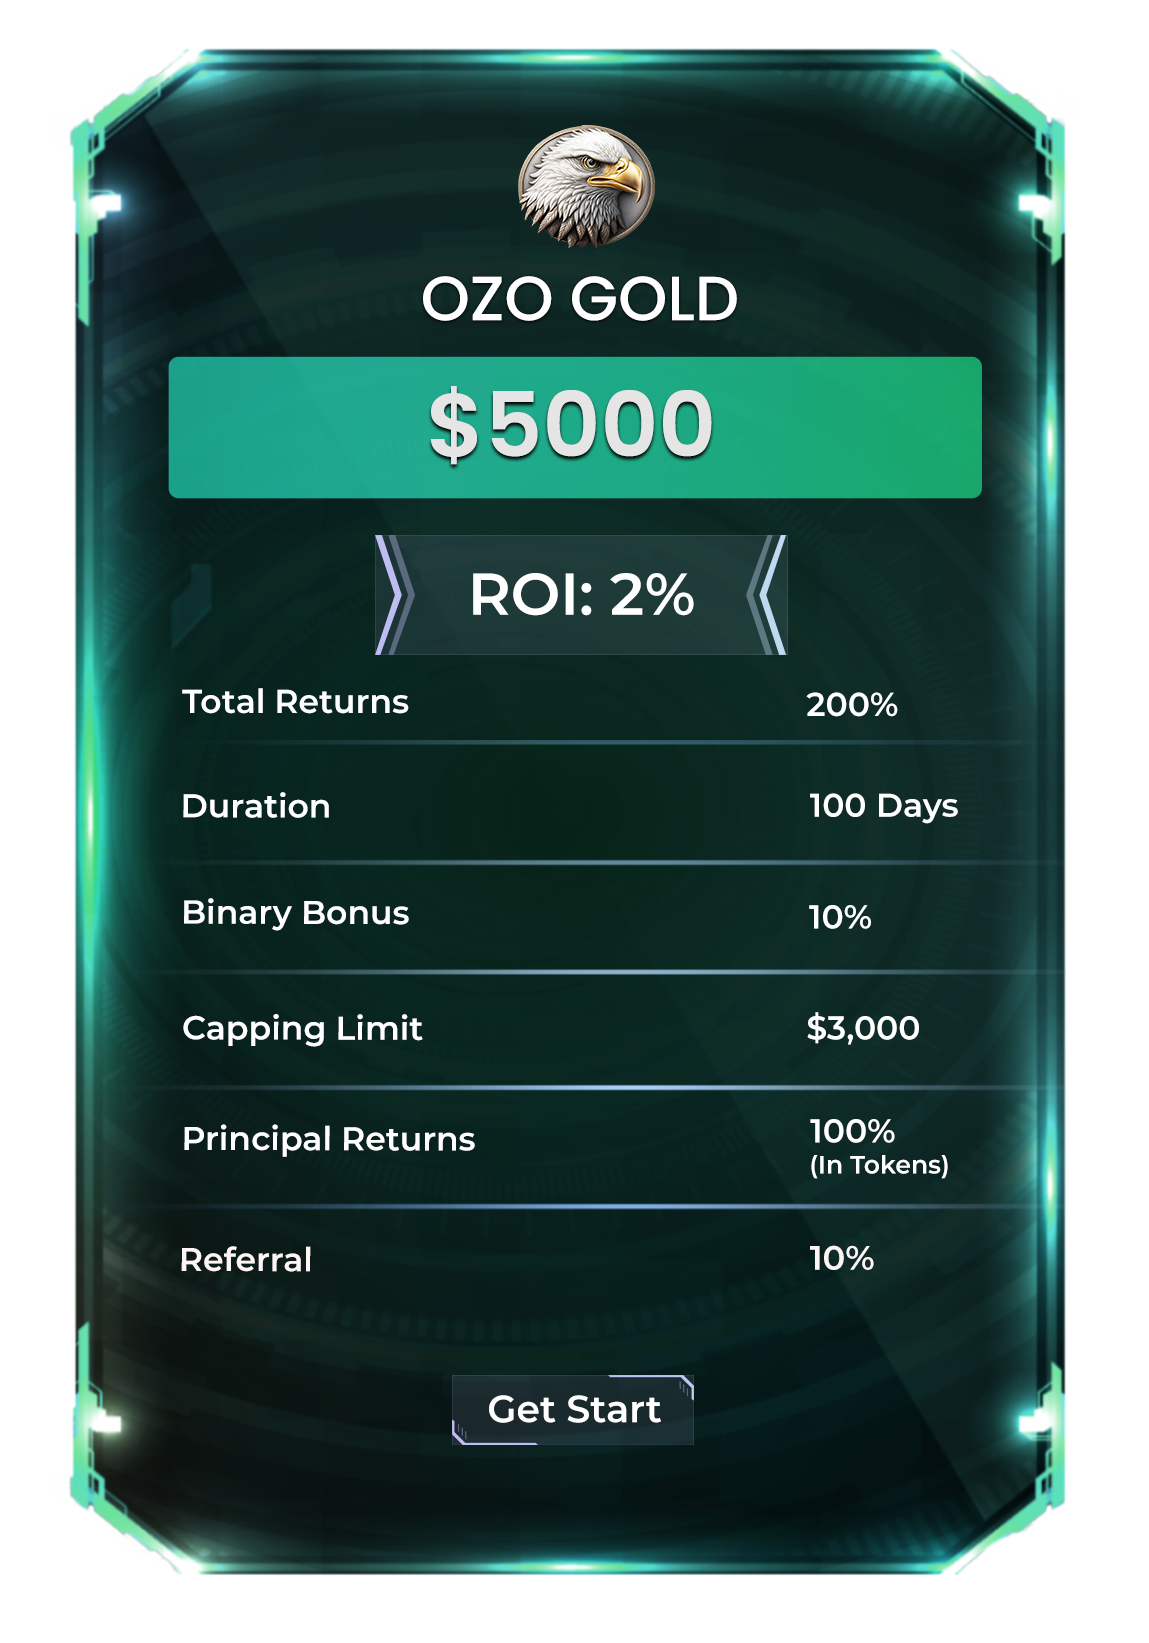 OZO GOLD
$5000
ROI: 2%
Total Returns 200%
Duration 100 Days
Binary Bonus 10%
Capping Limit $3,000
Principal Returns 100%
(In Tokens)
Referral 10%
Get Start